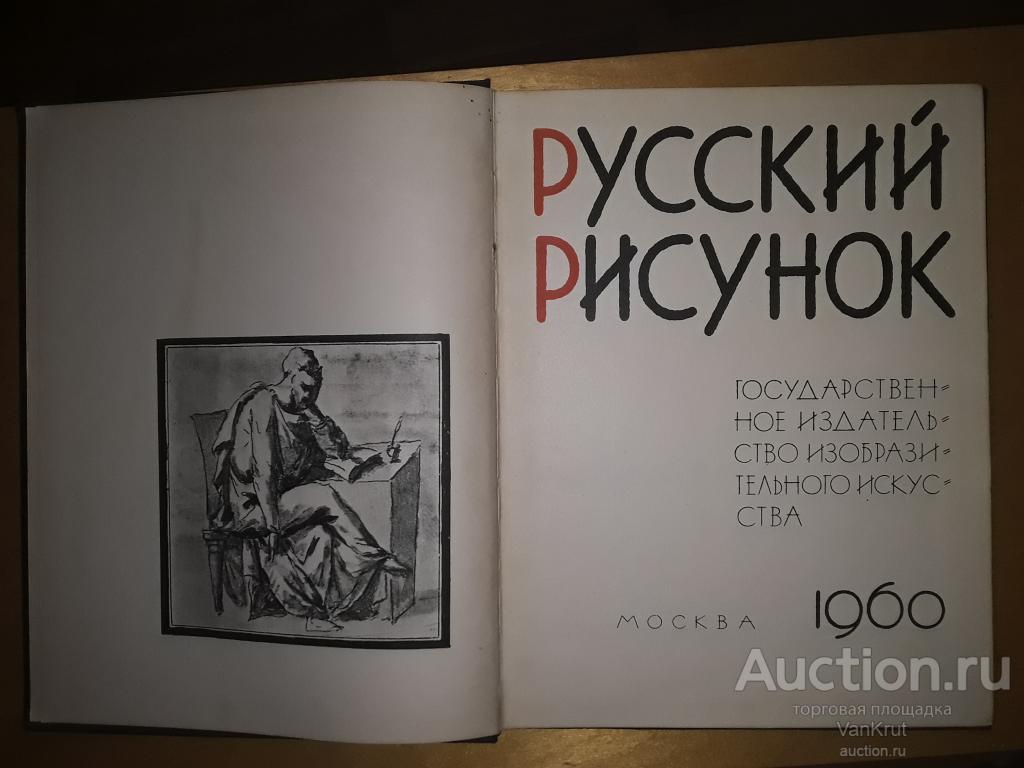 РУССКИЙ
РИСУНОК
ГОСУДАРСТВЕН=
НОЕ ИЗДАТЕЛЬ=
СТВО ИЗОБРАЗИ=
ТЕЛЬНОГО ИСКУС=
СТВА
МОСКВА 1960
Auction.ru
торговая площадка
VanKrut
auction.ru